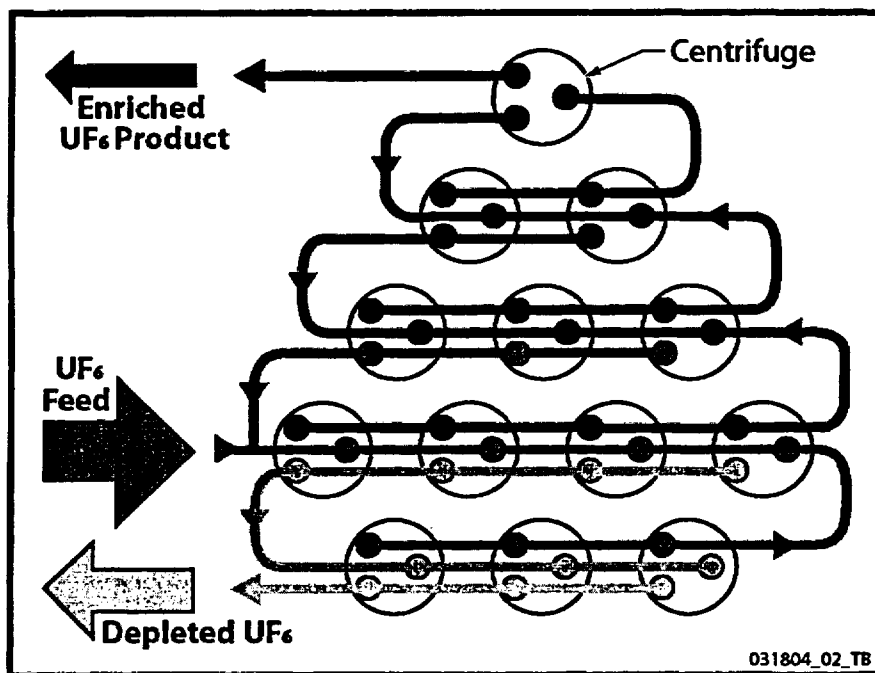 Centrifuge
Enriched
UF₆ Product
UF₆
Feed
Depleted UF₆
031804_02_TB